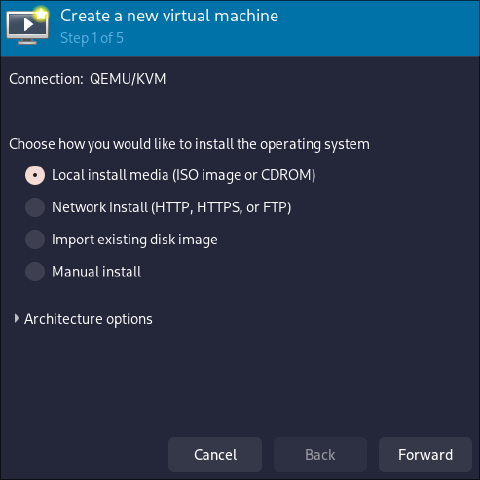 Create a new virtual machine
Step 1 of 5
Connection: QEMU/KVM
Choose how you would like to install the operating system
Local install media (ISO image or CDROM)
Network Install (HTTP, HTTPS, or FTP)
Import existing disk image
Manual install
Architecture options
Cancel Back Forward